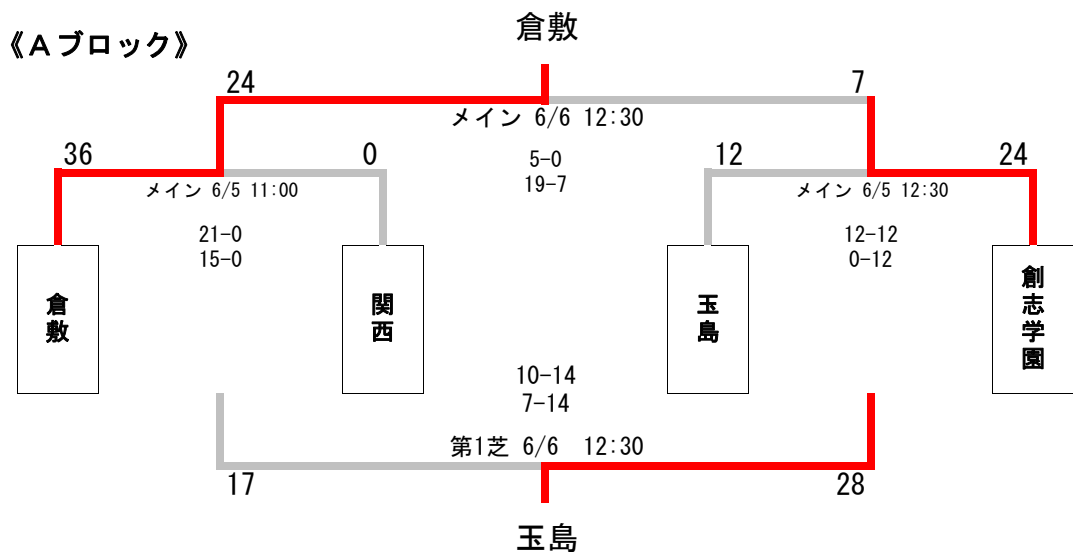 《Aブロック》
倉敷
24
7
メイン 6/6 12:30
36
0
5-0
19-7
12
24
メイン 6/5 11:00
メイン 6/5 12:30
21-0
15-0
12-12
0-12
倉敷
関西
玉島
創志学園
10-14
7-14
第1芝 6/6 12:30
17
28
玉島